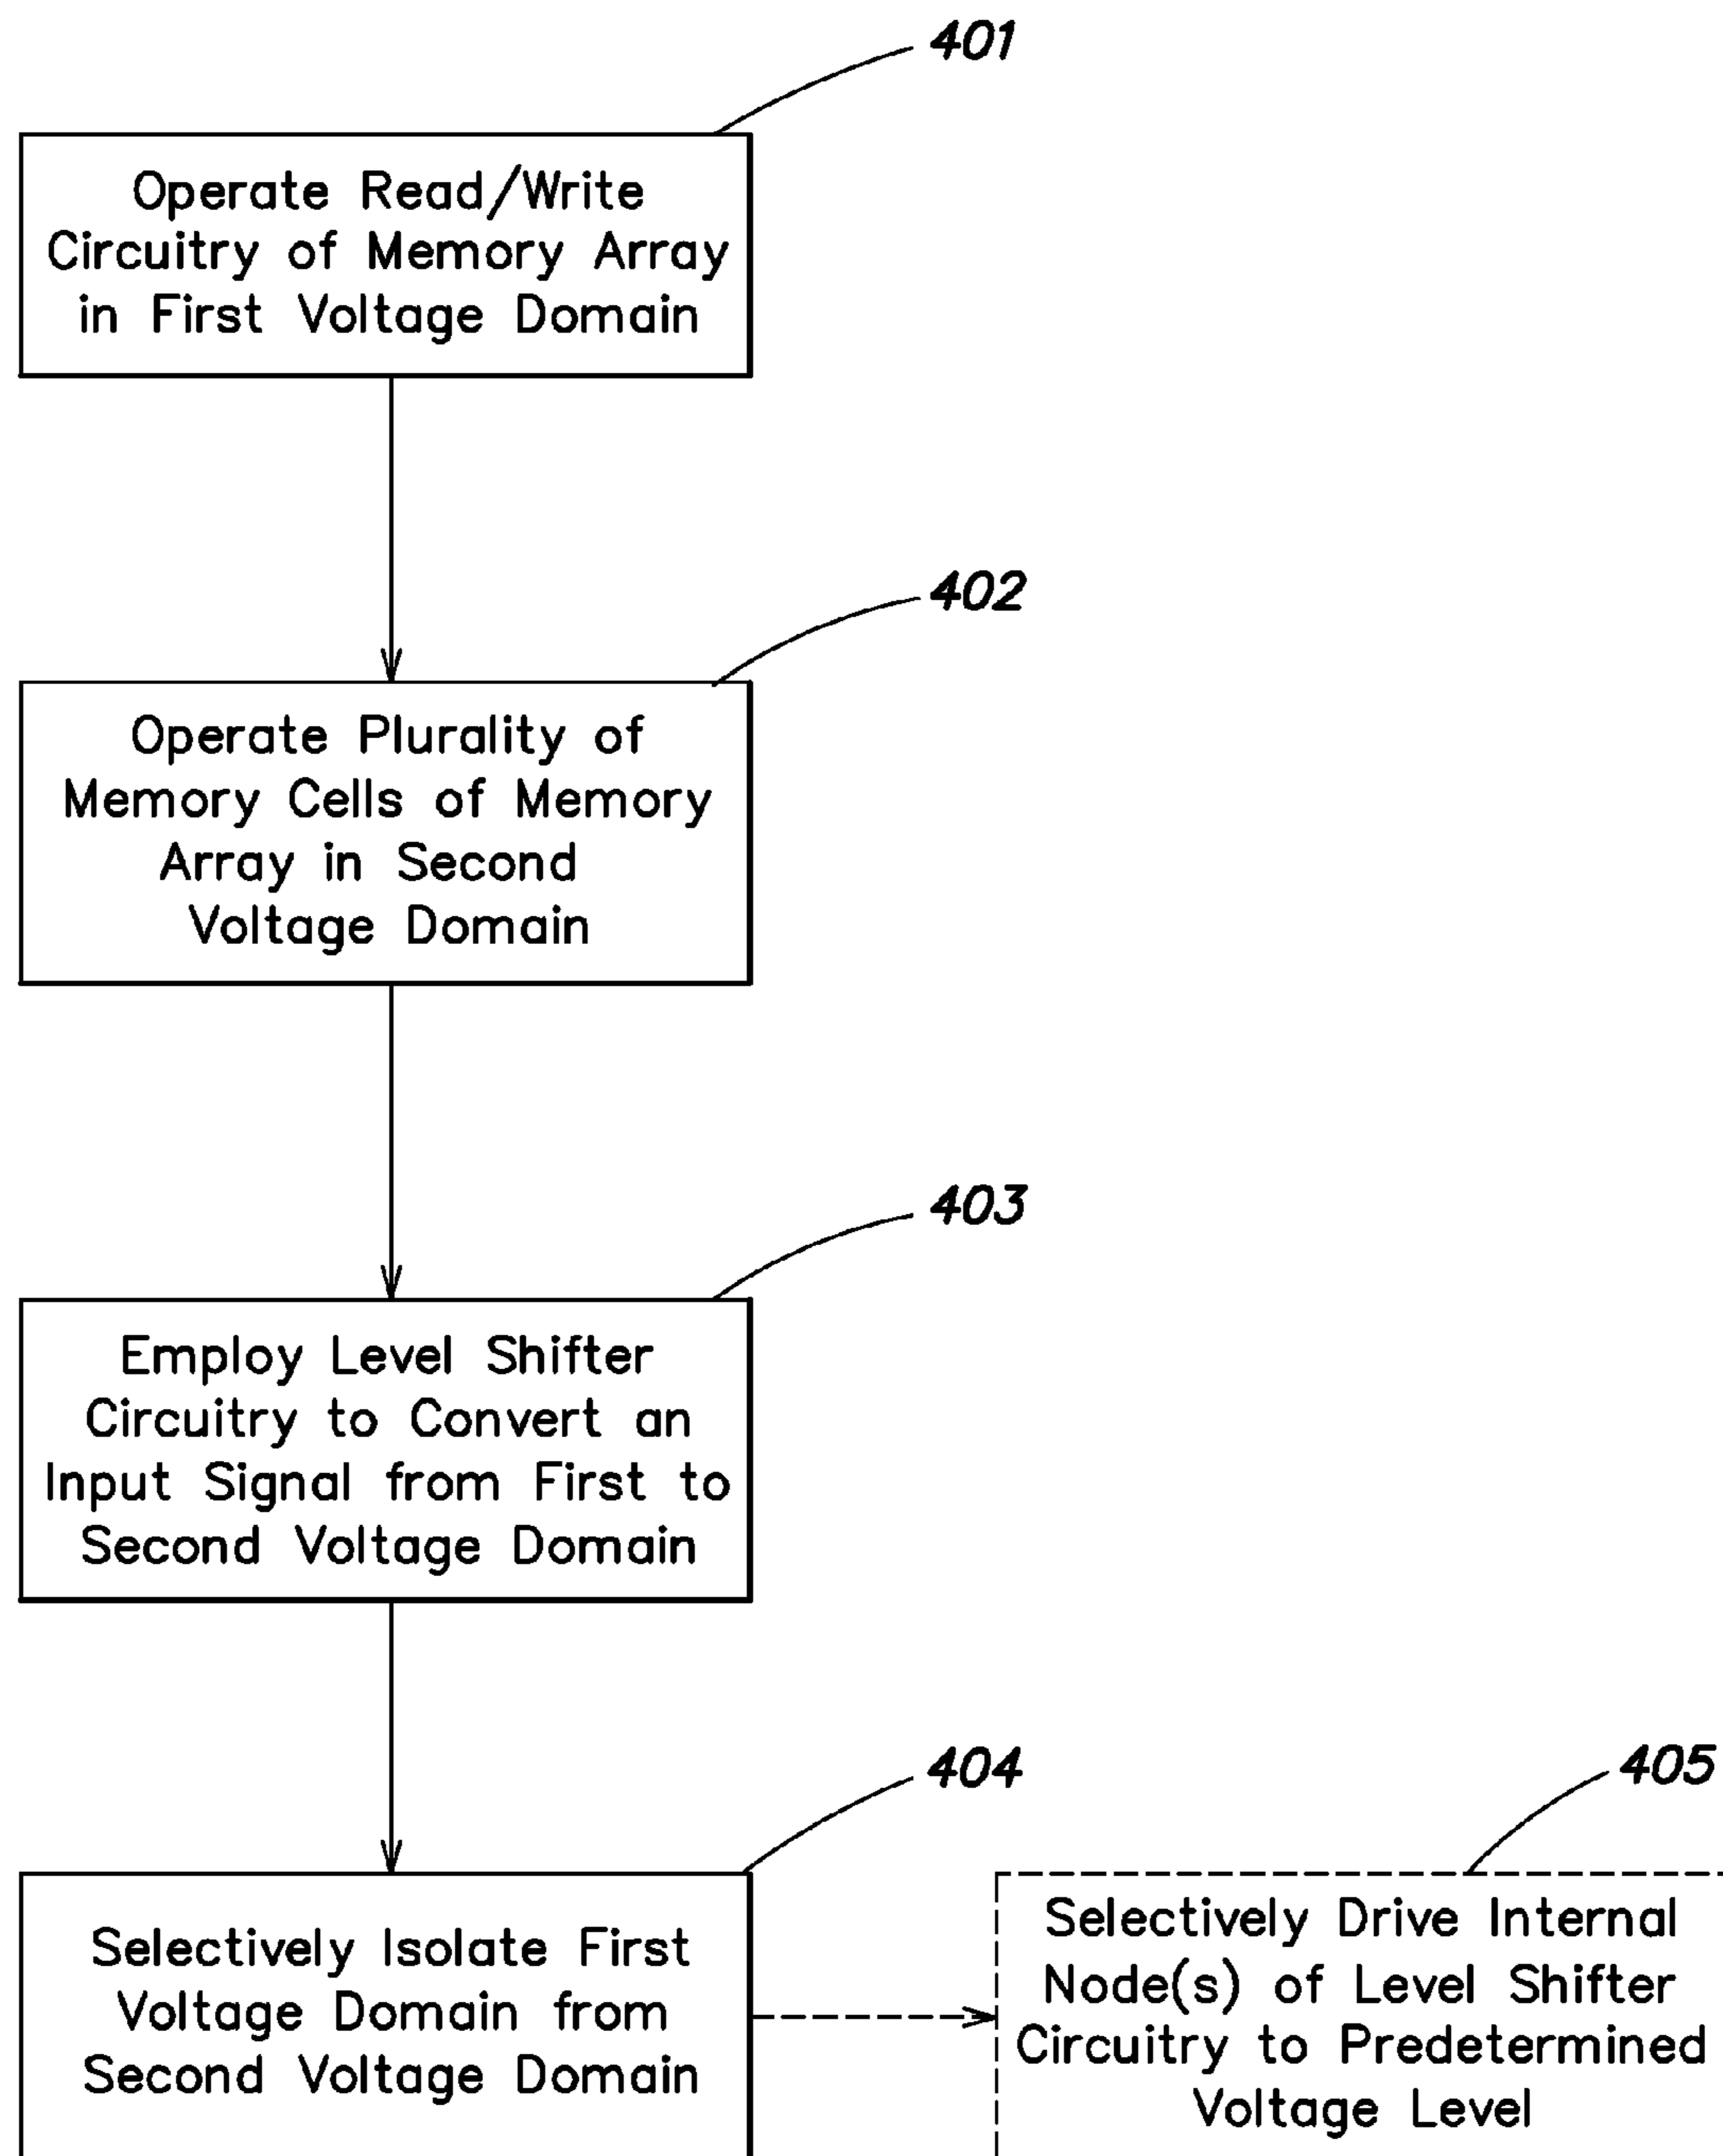 401
Operate Read/Write
Circuitry of Memory Array
in First Voltage Domain
402
Operate Plurality of
Memory Cells of Memory
Array in Second
Voltage Domain
403
Employ Level Shifter
Circuitry to Convert an
Input Signal from First to
Second Voltage Domain
404
Selectively Isolate First
Voltage Domain from
Second Voltage Domain
405
Selectively Drive Internal
Node(s) of Level Shifter
Circuitry to Predetermined
Voltage Level